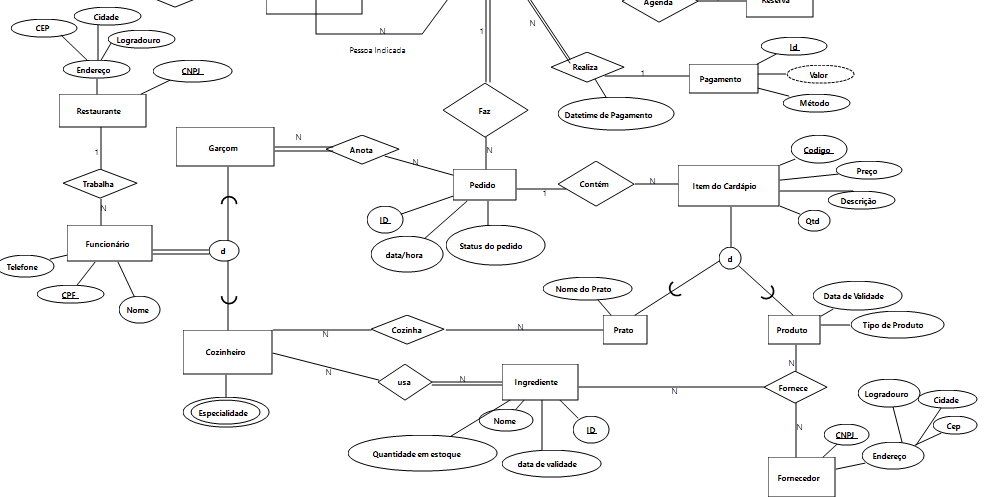 Agenda
Reserva
Cidade
CEP
Logradouro
N
1
N
Pessoa Indicada
Id
Endereço
CNPJ
Realiza
1
Pagamento
Valor
Método
Restaurante
Faz
Datetime de Pagamento
N
Garçom
Anota
N
N
Codigo
1
Trabalha
Pedido
1
Contém
N
Item do Cardápio
Preço
Descrição
N
ID
Qtd
Funcionário
d
data/hora
Status do pedido
d
Telefone
CPF
Nome
Nome do Prato
Data de Validade
Cozinha
N
N
Prato
Produto
Tipo de Produto
Cozinheiro
N
usa
N
Ingrediente
N
N
Fornece
Especialidade
Nome
ID
N
Logradouro
Cidade
Cep
CNPJ
Quantidade em estoque
data de validade
Endereço
Fornecedor